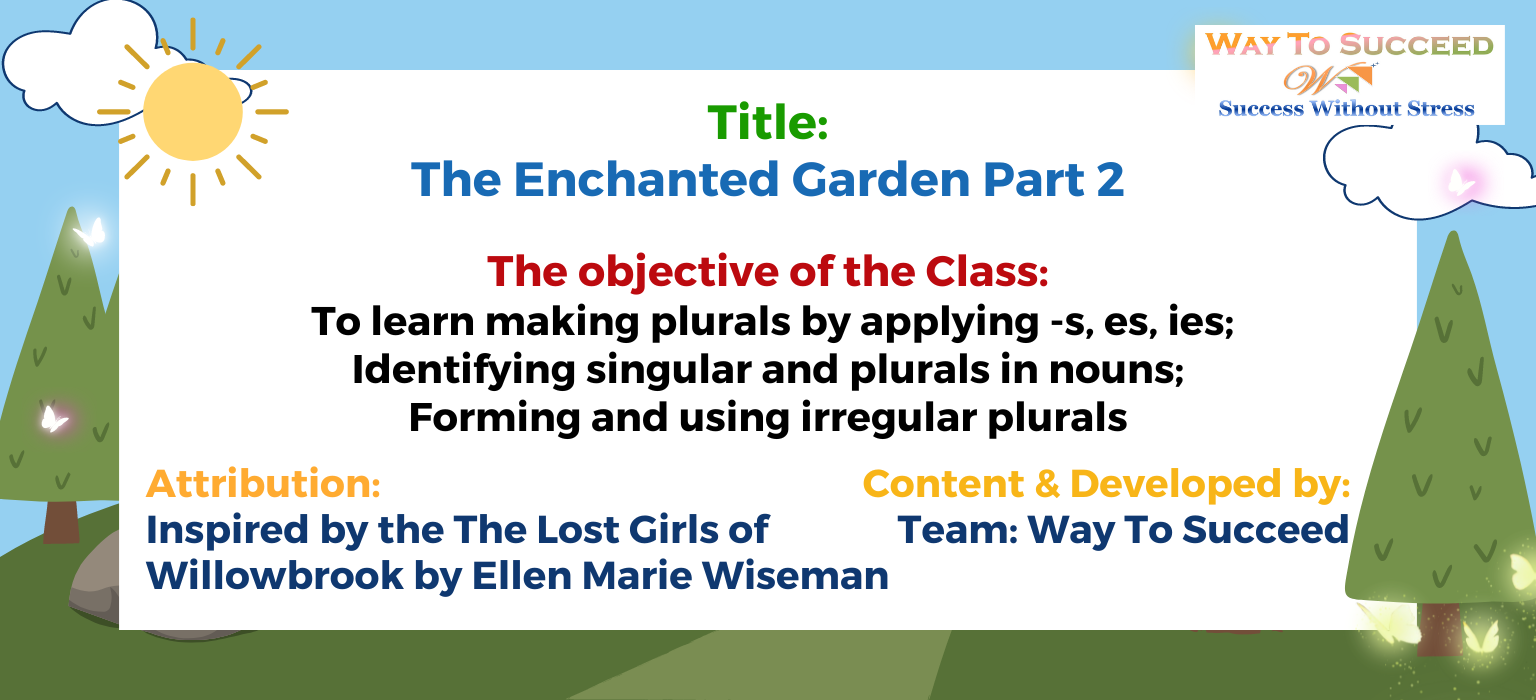 WAY TO SUCCEED
W
Success Without Stress
Title:
The Enchanted Garden Part 2
The objective of the Class:
To learn making plurals by applying -s, es, ies;
Identifying singular and plurals in nouns;
Forming and using irregular plurals
Attribution:
Inspired by the The Lost Girls of
Willowbrook by Ellen Marie Wiseman
Content & Developed by:
Team: Way To Succeed